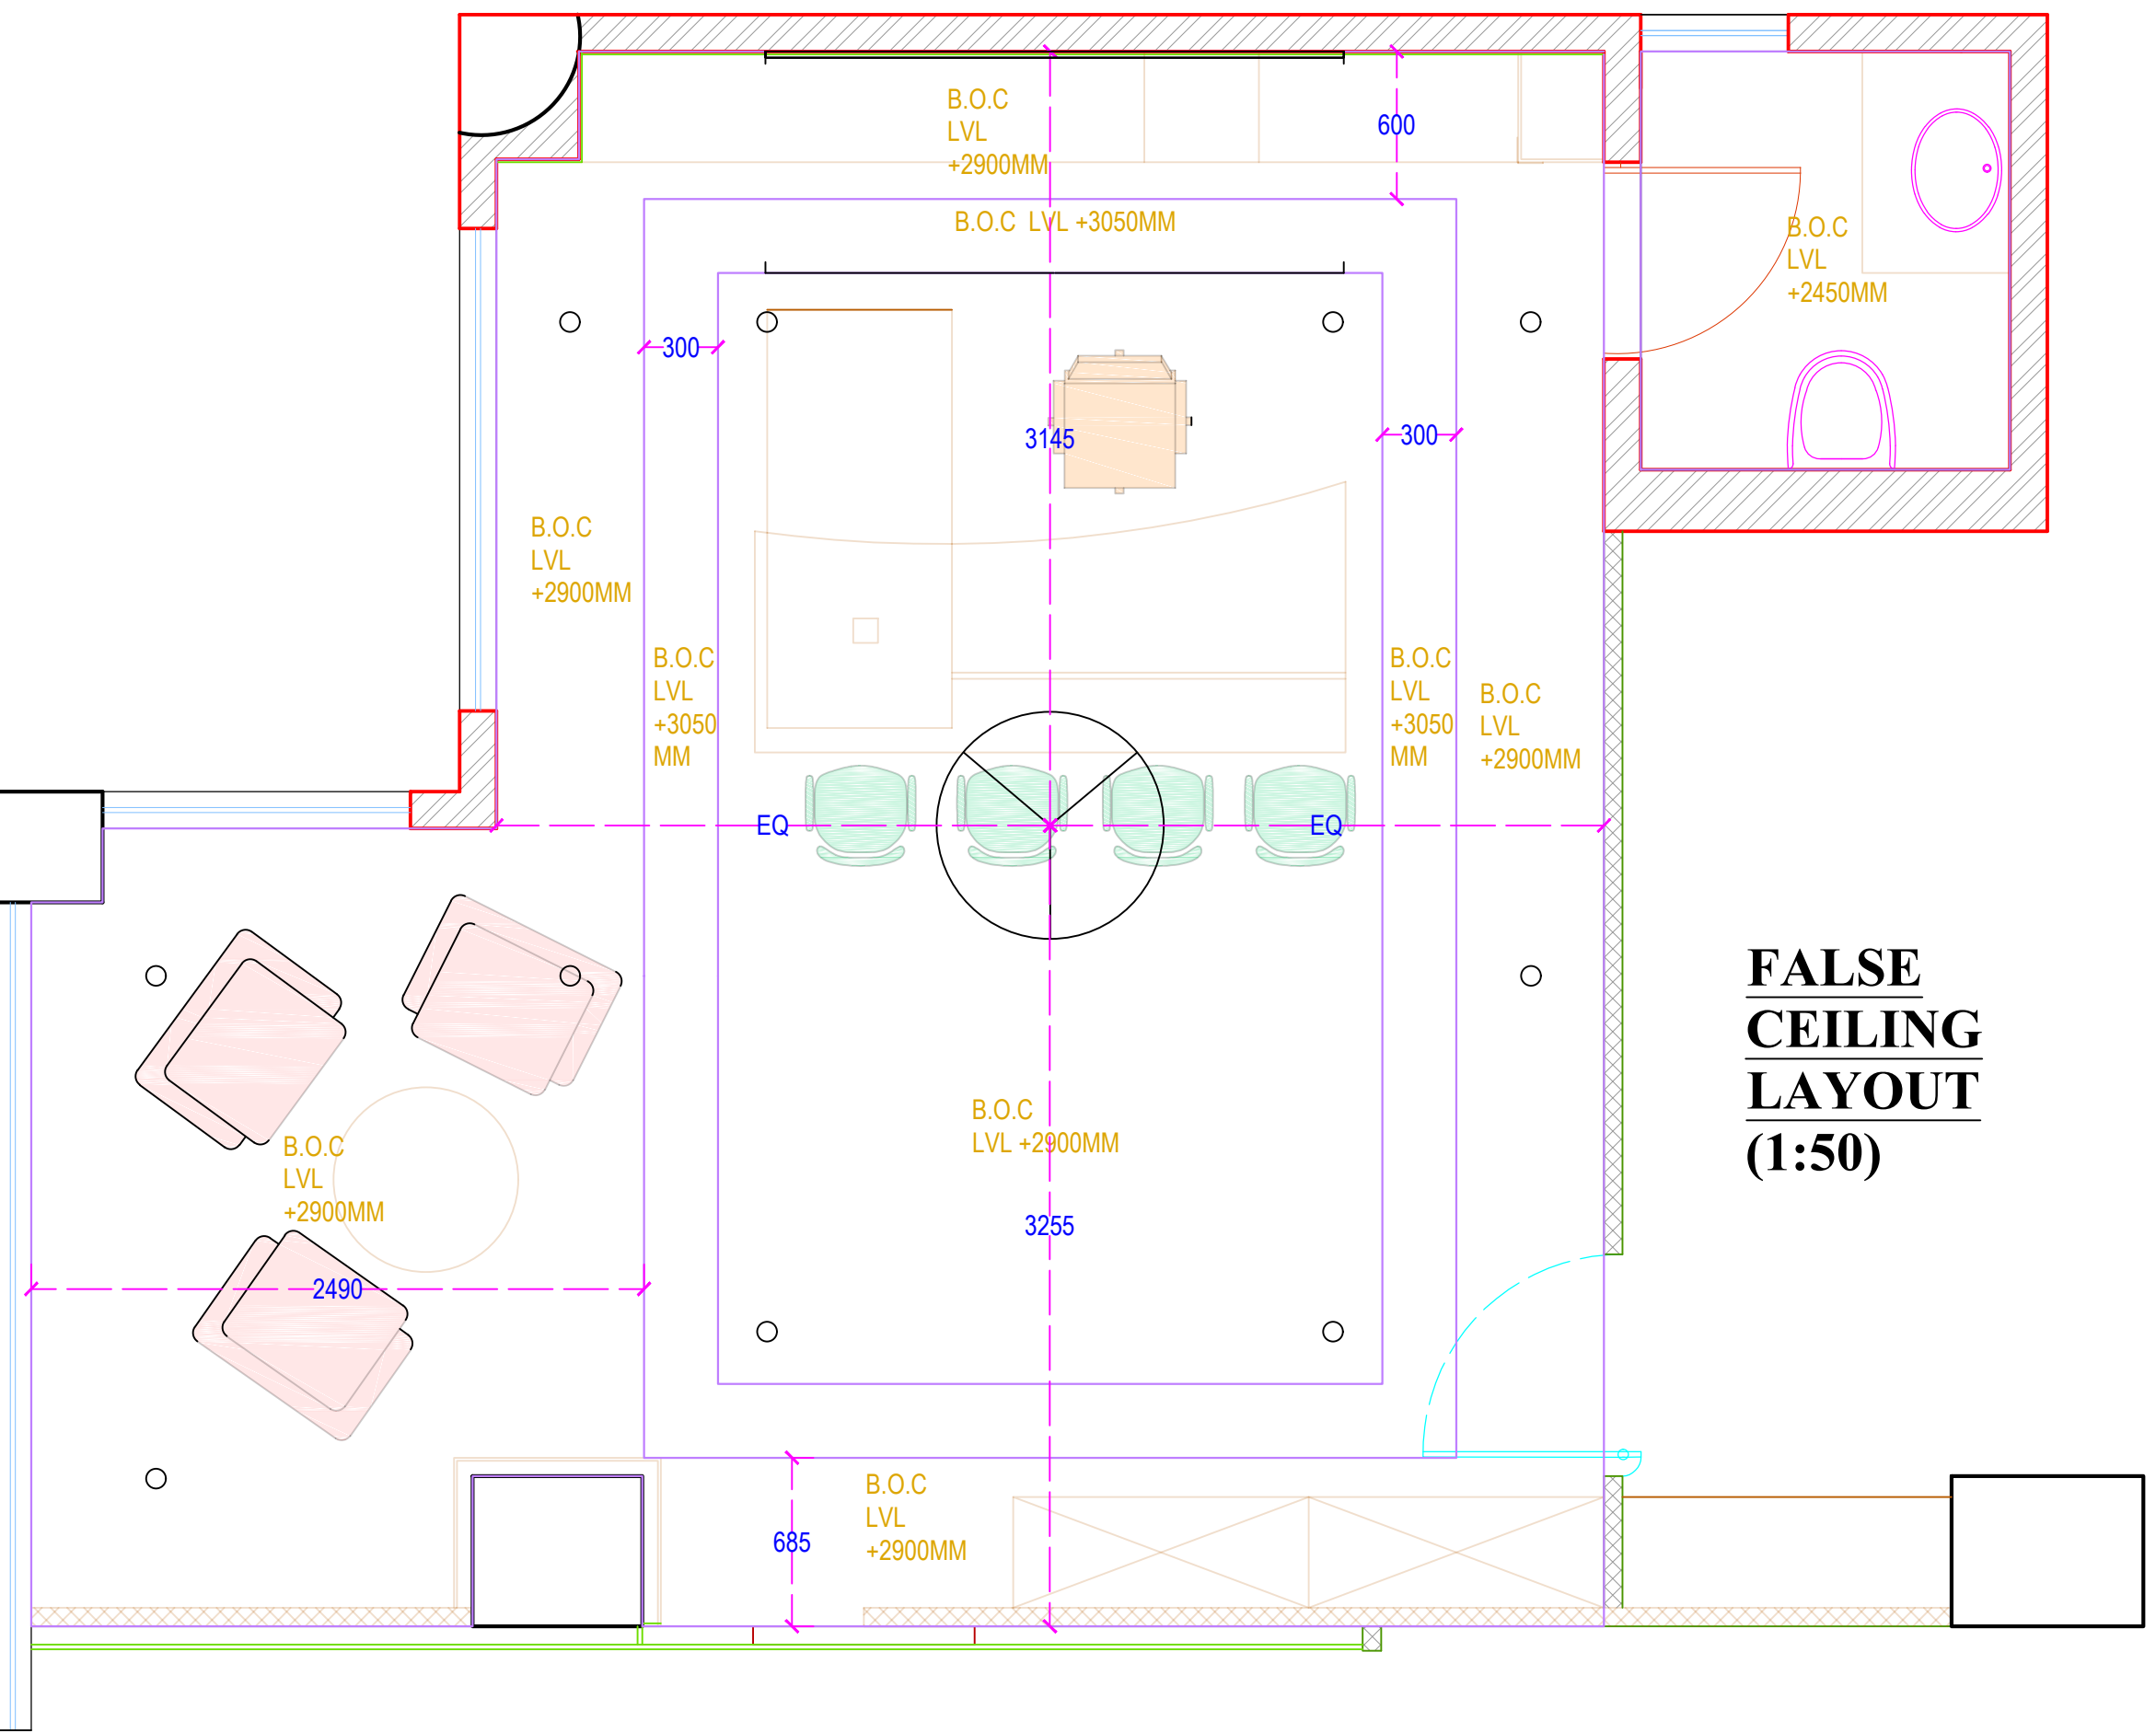 B.O.C
LVL
+2900MM
600
B.O.C LVL +3050MM
B.O.C
LVL
+2450MM
300
3145
300
B.O.C
LVL
+2900MM
B.O.C
LVL
+3050
MM
B.O.C
LVL
+3050
MM
B.O.C
LVL
+2900MM
EQ
EQ
FALSE
CEILING
LAYOUT
(1:50)
B.O.C
LVL +2900MM
B.O.C
LVL
+2900MM
3255
2490
B.O.C
LVL
+2900MM
685